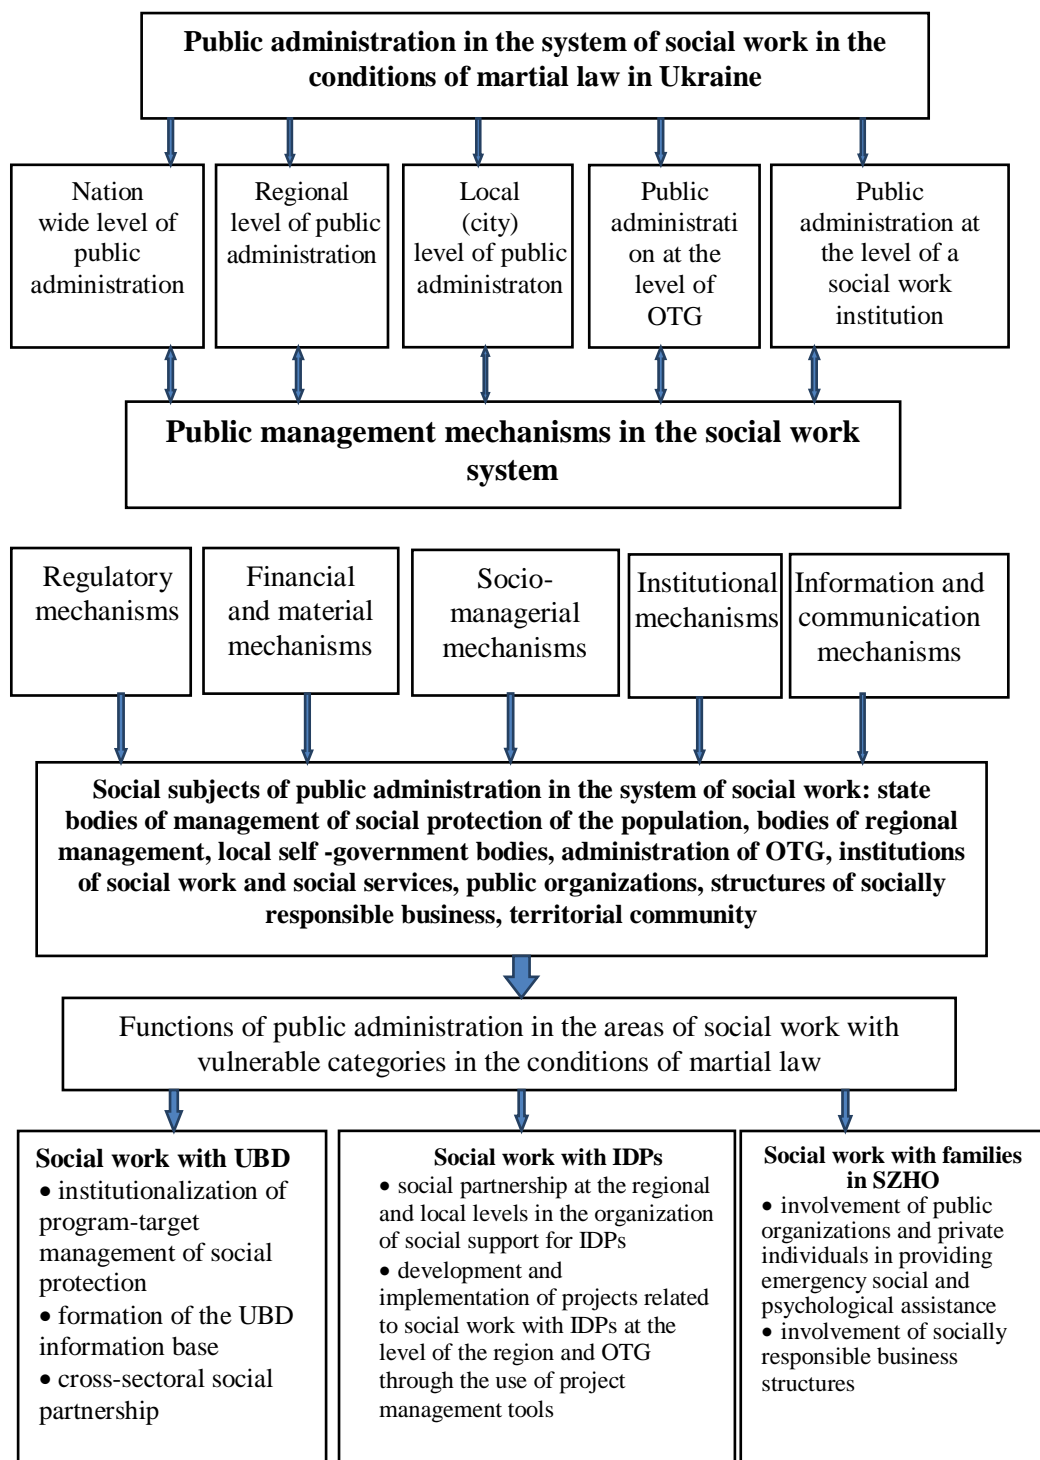 Public administration in the system of social work in the
conditions of martial law in Ukraine
Nation
wide level of
public
administration
Regional
level of public
administration
Local
(city)
level of public
administraton
Public
administrati
on at the
level of
OTG
Public
administration at
the level of a
social work
institution
Public management mechanisms in the social work
system
Regulatory
mechanisms
Financial
and material
mechanisms
Socio-
managerial
mechanisms
Institutional
mechanisms
Information and
communication
mechanisms
Social subjects of public administration in the system of social work: state
bodies of management of social protection of the population, bodies of regional
management, local self -government bodies, administration of OTG, institutions
of social work and social services, public organizations, structures of socially
responsible business, territorial community
Functions of public administration in the areas of social work with
vulnerable categories in the conditions of martial law
Social work with UBD
• institutionalization of
program-target
management of social
protection
• formation of the UBD
information base
• cross-sectoral social
partnership
Social work with IDPs
• social partnership at the regional
and local levels in the organization
of social support for IDPs
• development and
implementation of projects related
to social work with IDPs at the
level of the region and OTG
through the use of project
management tools
Social work with families
in SZHO
• involvement of public
organizations and private
individuals in providing
emergency social and
psychological assistance
• involvement of socially
responsible business
structures